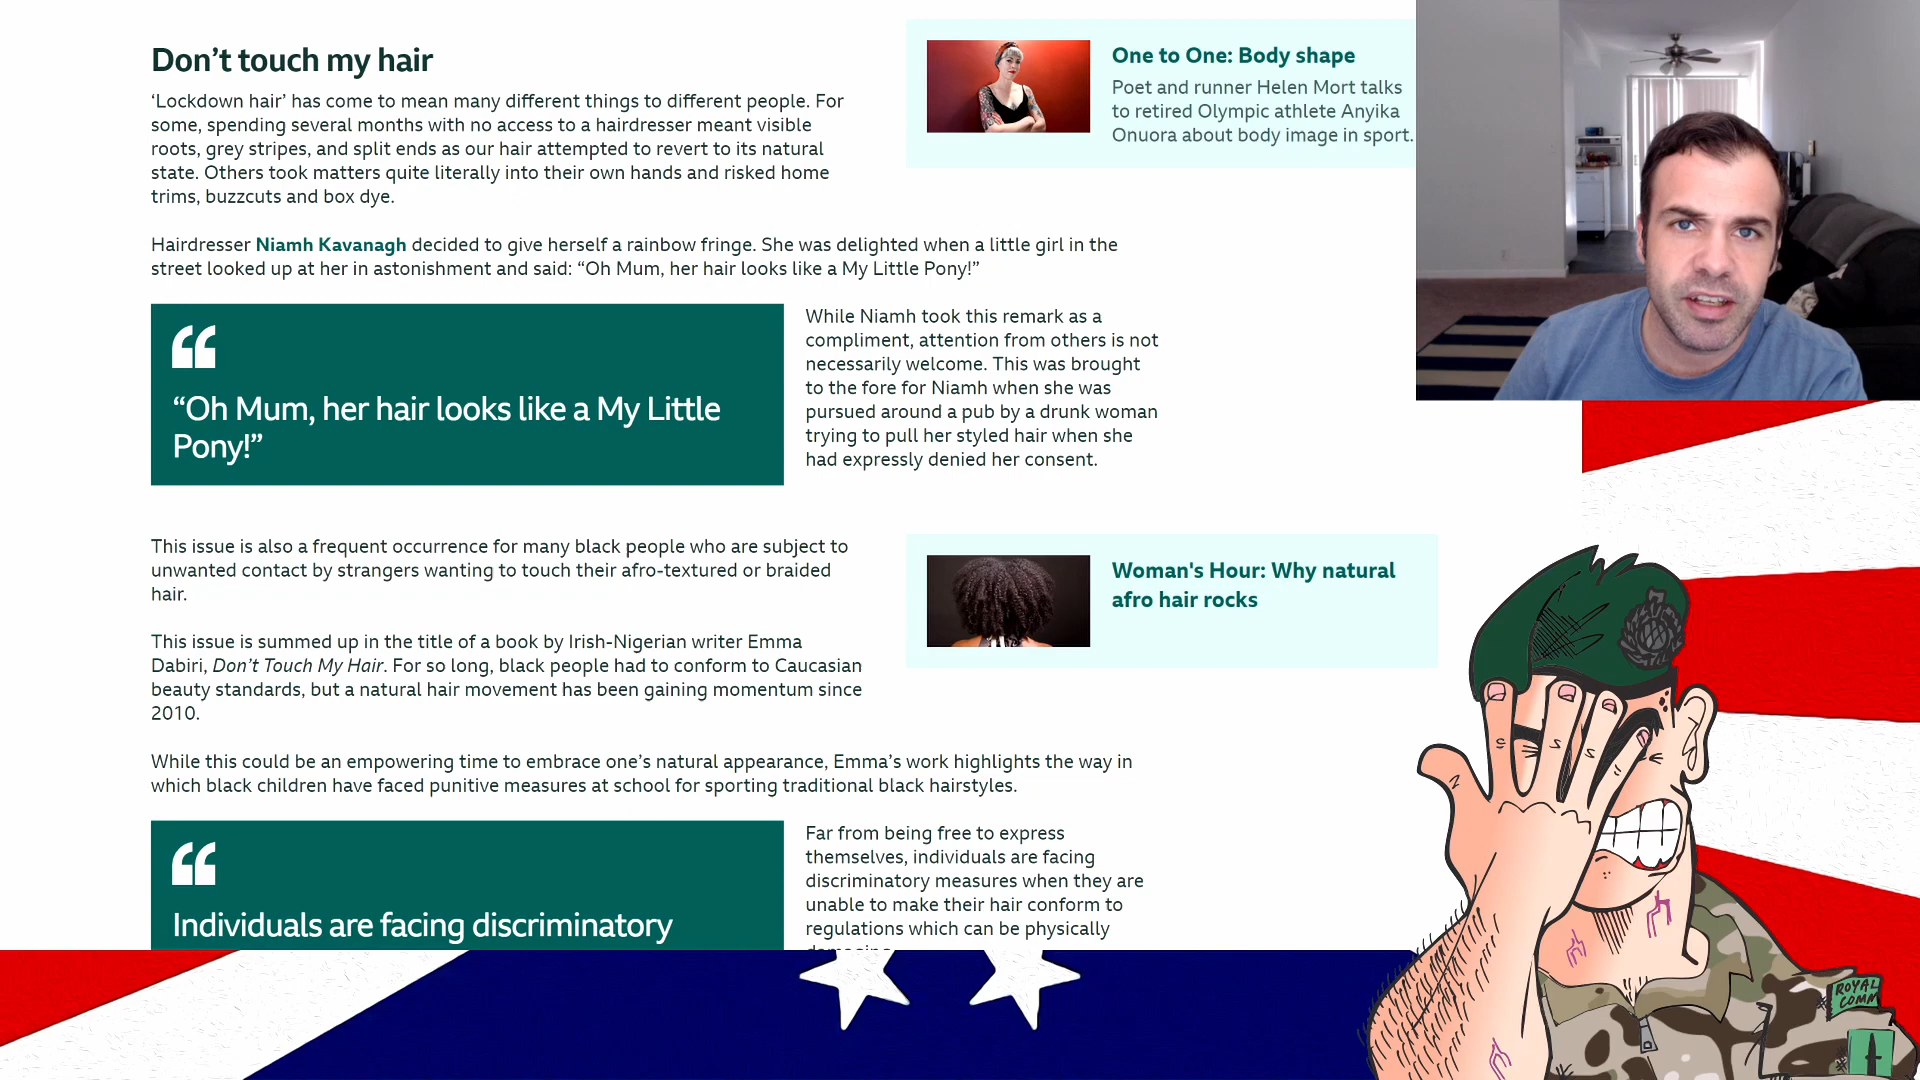 Don’t touch my hair
‘Lockdown hair’ has come to mean many different things to different people. For
some, spending several months with no access to a hairdresser meant visible
roots, grey stripes, and split ends as our hair attempted to revert to its natural
state. Others took matters quite literally into their own hands and risked home
trims, buzzcuts and box dye.
One to One: Body shape
Poet and runner Helen Mort talks
to retired Olympic athlete Anyika
Onuora about body image in sport.
Hairdresser Niamh Kavanagh decided to give herself a rainbow fringe. She was delighted when a little girl in the
street looked up at her in astonishment and said: “Oh Mum, her hair looks like a My Little Pony!”
“Oh Mum, her hair looks like a My Little
Pony!”
While Niamh took this remark as a
compliment, attention from others is not
necessarily welcome. This was brought
to the fore for Niamh when she was
pursued around a pub by a drunk woman
trying to pull her styled hair when she
had expressly denied her consent.
This issue is also a frequent occurrence for many black people who are subject to
unwanted contact by strangers wanting to touch their afro-textured or braided
hair.
Woman's Hour: Why natural
afro hair rocks
This issue is summed up in the title of a book by Irish-Nigerian writer Emma
Dabiri, Don’t Touch My Hair. For so long, black people had to conform to Caucasian
beauty standards, but a natural hair movement has been gaining momentum since
2010.
While this could be an empowering time to embrace one’s natural appearance, Emma’s work highlights the way in
which black children have faced punitive measures at school for sporting traditional black hairstyles.
Individuals are facing discriminatory
Far from being free to express
themselves, individuals are facing
discriminatory measures when they are
unable to make their hair conform to
regulations which can be physically
ROYAL
COMM